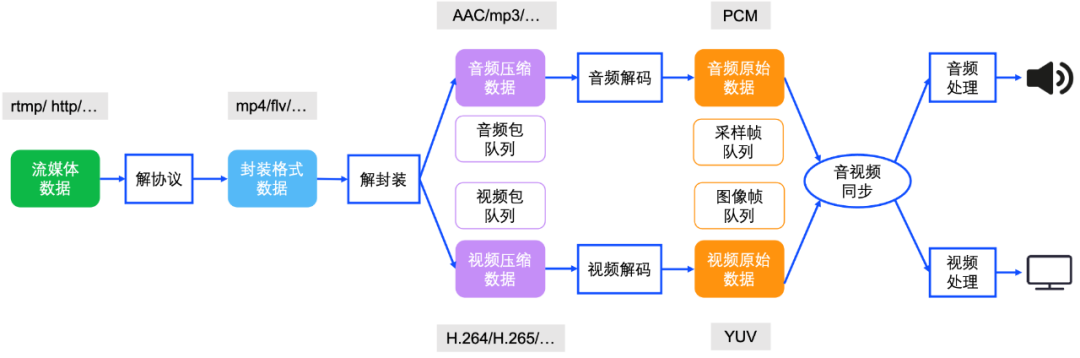 AAC/mp3/…
PCM
音频压缩
数据
音频解码
音频原始
数据
音频
处理
rtmp/ http/…
mp4/flv/…
音频包
队列
采样帧
队列
流媒体
数据
解协议
封装格式
数据
解封装
音视频
同步
视频包
队列
图像帧
队列
视频压缩
数据
视频解码
视频原始
数据
视频
处理
H.264/H.265/…
YUV